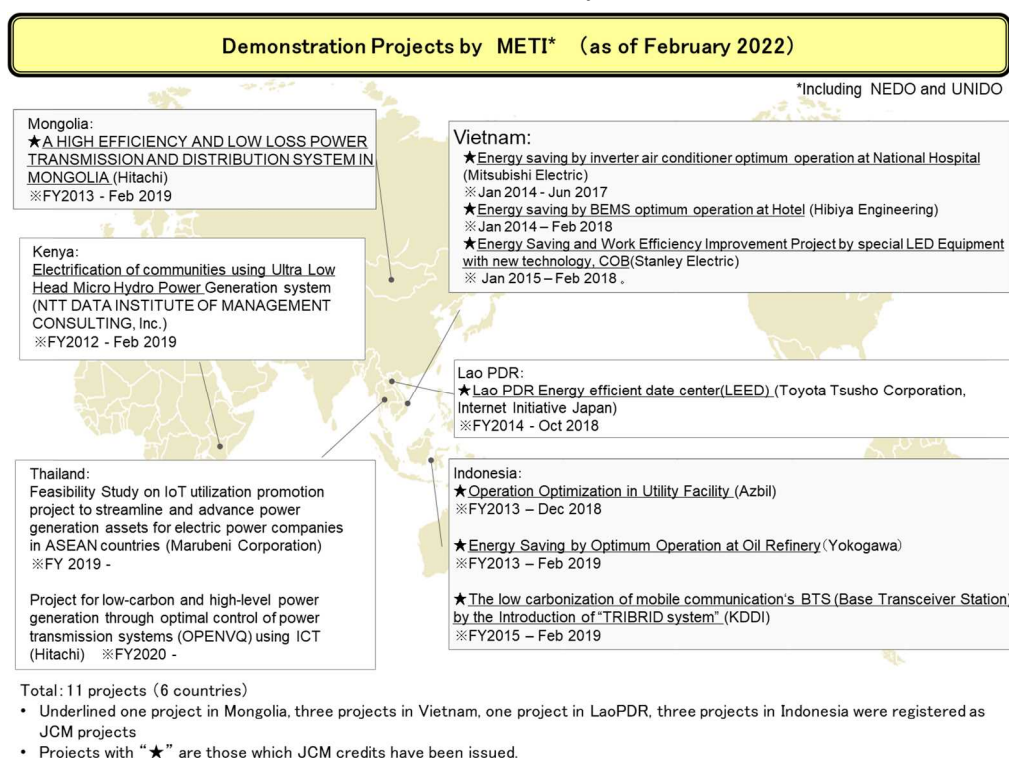 Demonstration Projects by METI* (as of February 2022)
*Including NEDO and UNIDO
Mongolia:
★A HIGH EFFICIENCY AND LOW LOSS POWER
TRANSMISSION AND DISTRIBUTION SYSTEM IN
MONGOLIA (Hitachi)
※FY2013 - Feb 2019
Kenya:
Electrification of communities using Ultra Low
Head Micro Hydro Power Generation system
(NTT DATA INSTITUTE OF MANAGEMENT
CONSULTING, Inc.)
※FY2012 - Feb 2019
Thailand:
Feasibility Study on IoT utilization promotion
project to streamline and advance power
generation assets for electric power companies
in ASEAN countries (Marubeni Corporation)
※FY 2019 -
Project for low-carbon and high-level power
generation through optimal control of power
transmission systems (OPENVQ) using ICT
(Hitachi) ※FY2020 -
Vietnam:
★Energy saving by inverter air conditioner optimum operation at National Hospital
(Mitsubishi Electric)
※Jan 2014 - Jun 2017
★Energy saving by BEMS optimum operation at Hotel (Hibiya Engineering)
※Jan 2014 – Feb 2018
★Energy Saving and Work Efficiency Improvement Project by special LED Equipment
with new technology, COB(Stanley Electric)
※ Jan 2015 – Feb 2018 。
Lao PDR:
★Lao PDR Energy efficient date center(LEED) (Toyota Tsusho Corporation,
Internet Initiative Japan)
※FY2014 - Oct 2018
Indonesia:
★Operation Optimization in Utility Facility (Azbil)
※FY2013 – Dec 2018
★Energy Saving by Optimum Operation at Oil Refinery（Yokogawa）
※FY2013 – Feb 2019
★The low carbonization of mobile communication's BTS (Base Transceiver Station)
by the Introduction of "TRIBRID system" (KDDI)
※FY2015 – Feb 2019
Total: 11 projects (6 countries)
• Underlined one project in Mongolia, three projects in Vietnam, one project in LaoPDR, three projects in Indonesia were registered as
JCM projects
• Projects with "★" are those which JCM credits have been issued.